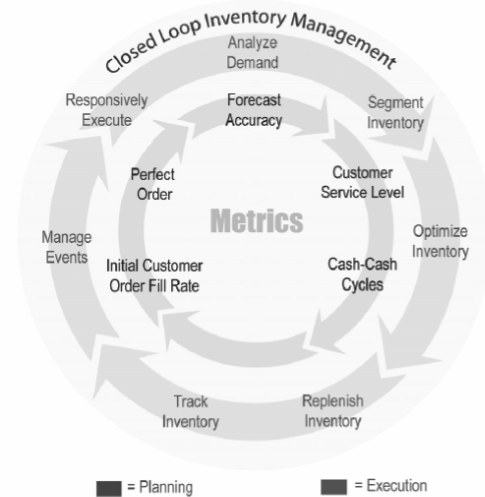 Closed Loop Inventory Management
Analyze
Demand
Responsively
Execute
Forecast
Accuracy
Segment
Inventory
Perfect
Order
Customer
Service Level
Metrics
Manage
Events
Optimize
Inventory
Initial Customer
Order Fill Rate
Cash-Cash
Cycles
Track
Inventory
Replenish
Inventory
= Planning
= Execution